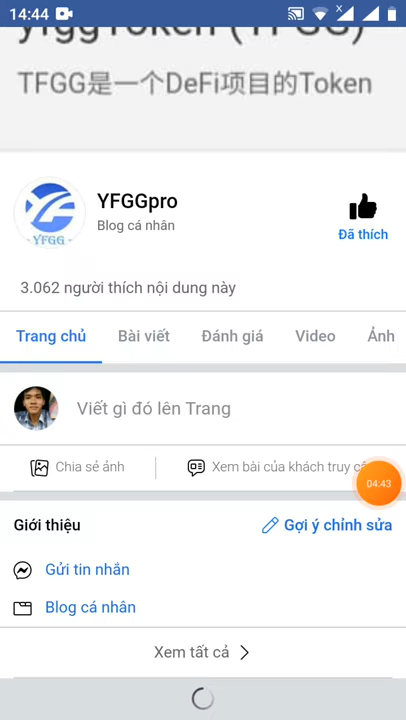 14:44
yfggToken (YFGG)
TFGG是一个DeFi项目的Token
YFGG
YFGGpro
Blog cá nhân
Đã thích
3.062 người thích nội dung này
Trang chủ
Bài viết
Đánh giá
Video
Ảnh
Viết gì đó lên Trang
Chia sẻ ảnh
Xem bài của khách truy
04:43
Giới thiệu
Gợi ý chỉnh sửa
Gửi tin nhắn
Blog cá nhân
Xem tất cả